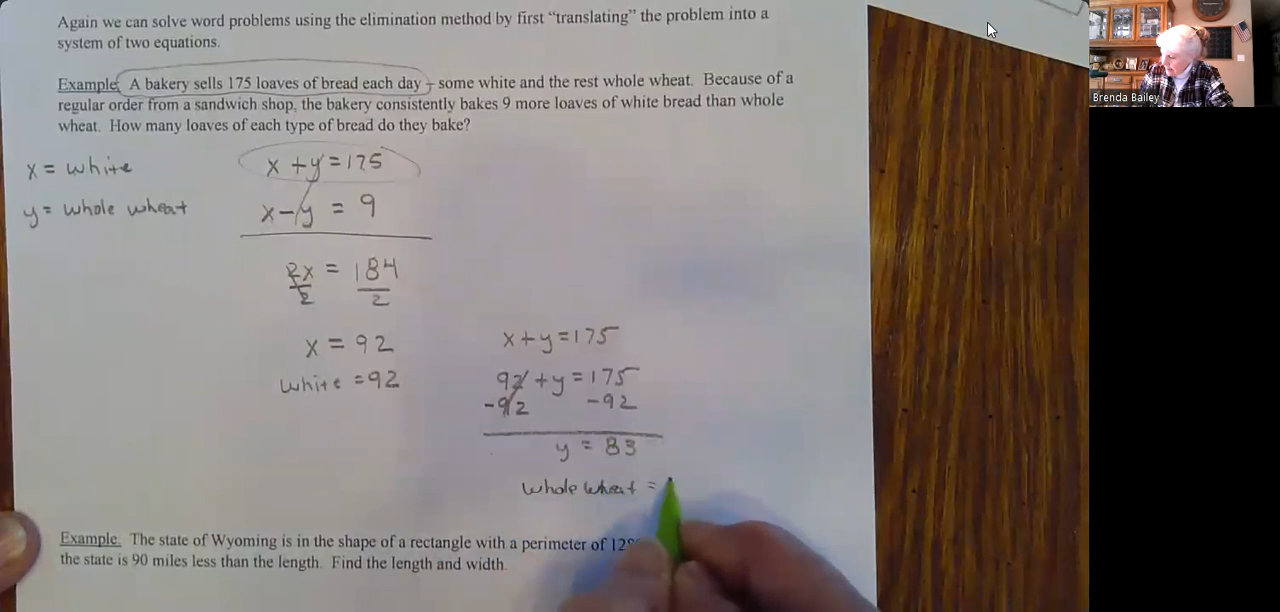 Again we can solve word problems using the elimination method by first “translating” the problem into a
system of two equations.
Example: A bakery sells 175 loaves of bread each day – some white and the rest whole wheat. Because of a
regular order from a sandwich shop, the bakery consistently bakes 9 more loaves of white bread than whole
wheat. How many loaves of each type of bread do they bake?
x = white
y = whole wheat
x + y = 175
x - y = 9
2x = 184
2 2
x = 92
white = 92
x + y = 175
92 + y = 175
-92 -92
y = 83
whole wheat =
Example: The state of Wyoming is in the shape of a rectangle with a perimeter of
the state is 90 miles less than the length. Find the length and width.
Brenda Bailey